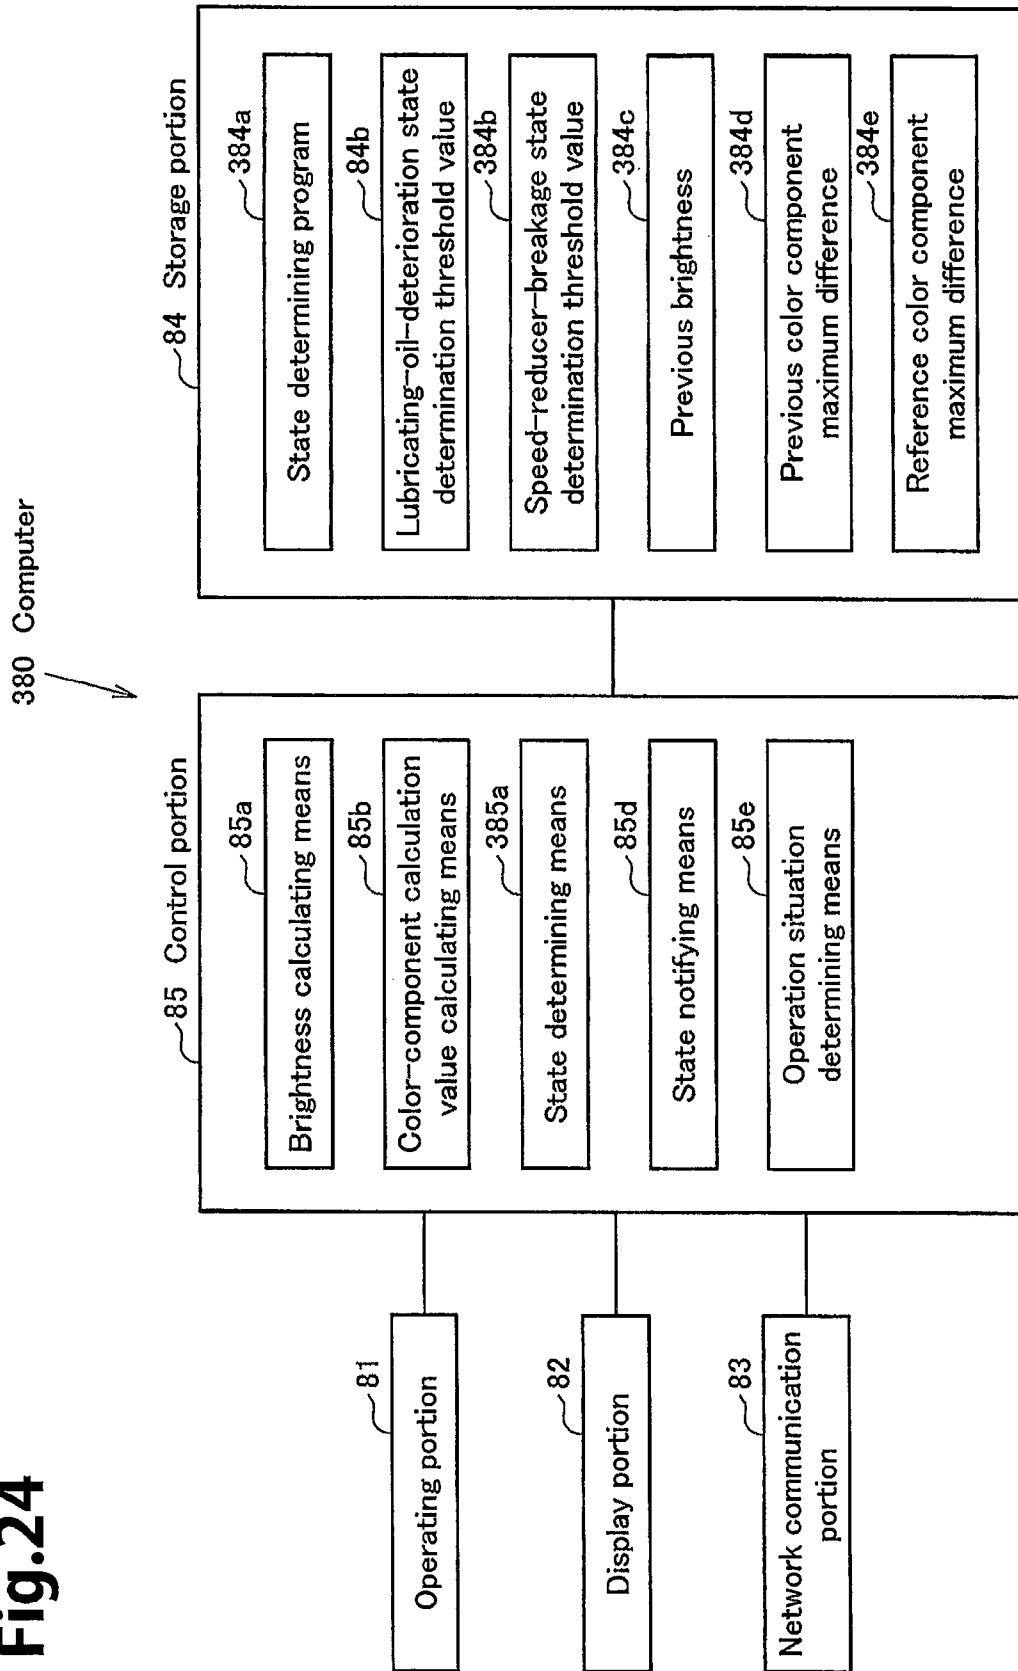 Fig.24
380 Computer
81
Operating portion
82
Display portion
83
Network communication
portion
85 Control portion
85a
Brightness calculating means
85b
Color-component calculation
value calculating means
385a
State determining means
85d
State notifying means
85e
Operation situation
determining means
84 Storage portion
384a
State determining program
84b
Lubricating-oil-deterioration state
determination threshold value
384b
Speed-reducer-breakage state
determination threshold value
384c
Previous brightness
384d
Previous color component
maximum difference
384e
Reference color component
maximum difference